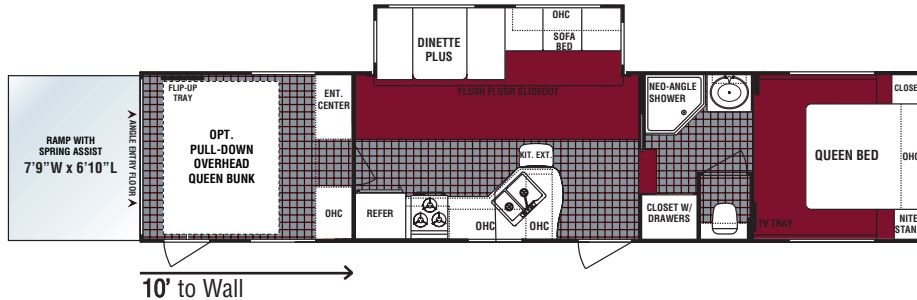 OHC
DINETTE
PLUS
SOFA
BED
FLUSH FLOOR SLIDEOUT
FLIP-UP
TRAY
ENT.
CENTER
NEO-ANGLE
SHOWER
CLOSE
RAMP WITH
SPRING ASSIST
7'9"W x 6'10"L
ANGLE ENTRY FLOOR
OPT.
PULL-DOWN
OVERHEAD
QUEEN BUNK
KIT. EXT.
QUEEN BED
OHC
OHC
REFER
OHC
OHC
CLOSET W/
DRAWERS
TV TRAY
NITE
STAN
10' to Wall